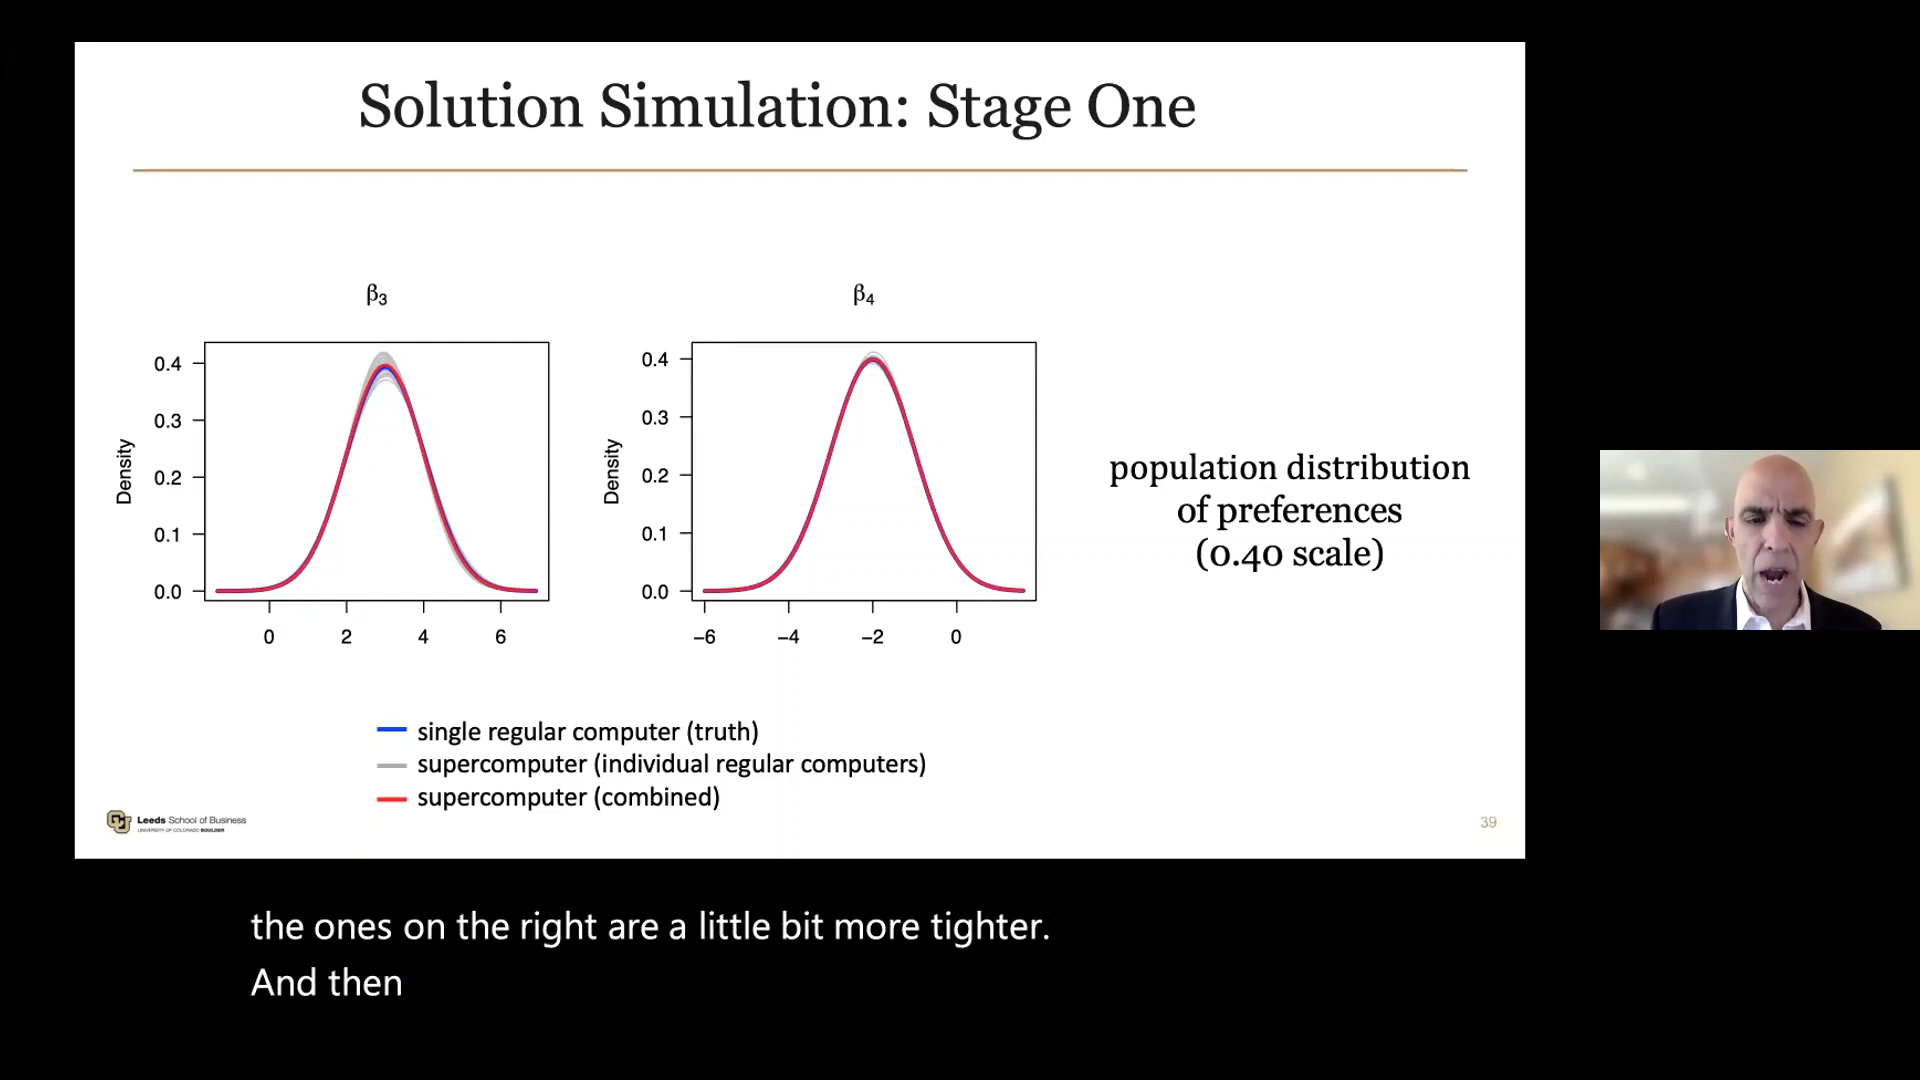 Solution Simulation: Stage One
β3
β4
Density
0.4
0.3
0.2
0.1
0.0
0 2 4 6
Density
0.4
0.3
0.2
0.1
0.0
−6 −4 −2 0
population distribution
of preferences
(0.40 scale)
single regular computer (truth)
supercomputer (individual regular computers)
supercomputer (combined)
CU
Leeds School of Business
UNIVERSITY OF COLORADO BOULDER
39
the ones on the right are a little bit more tighter.
And then